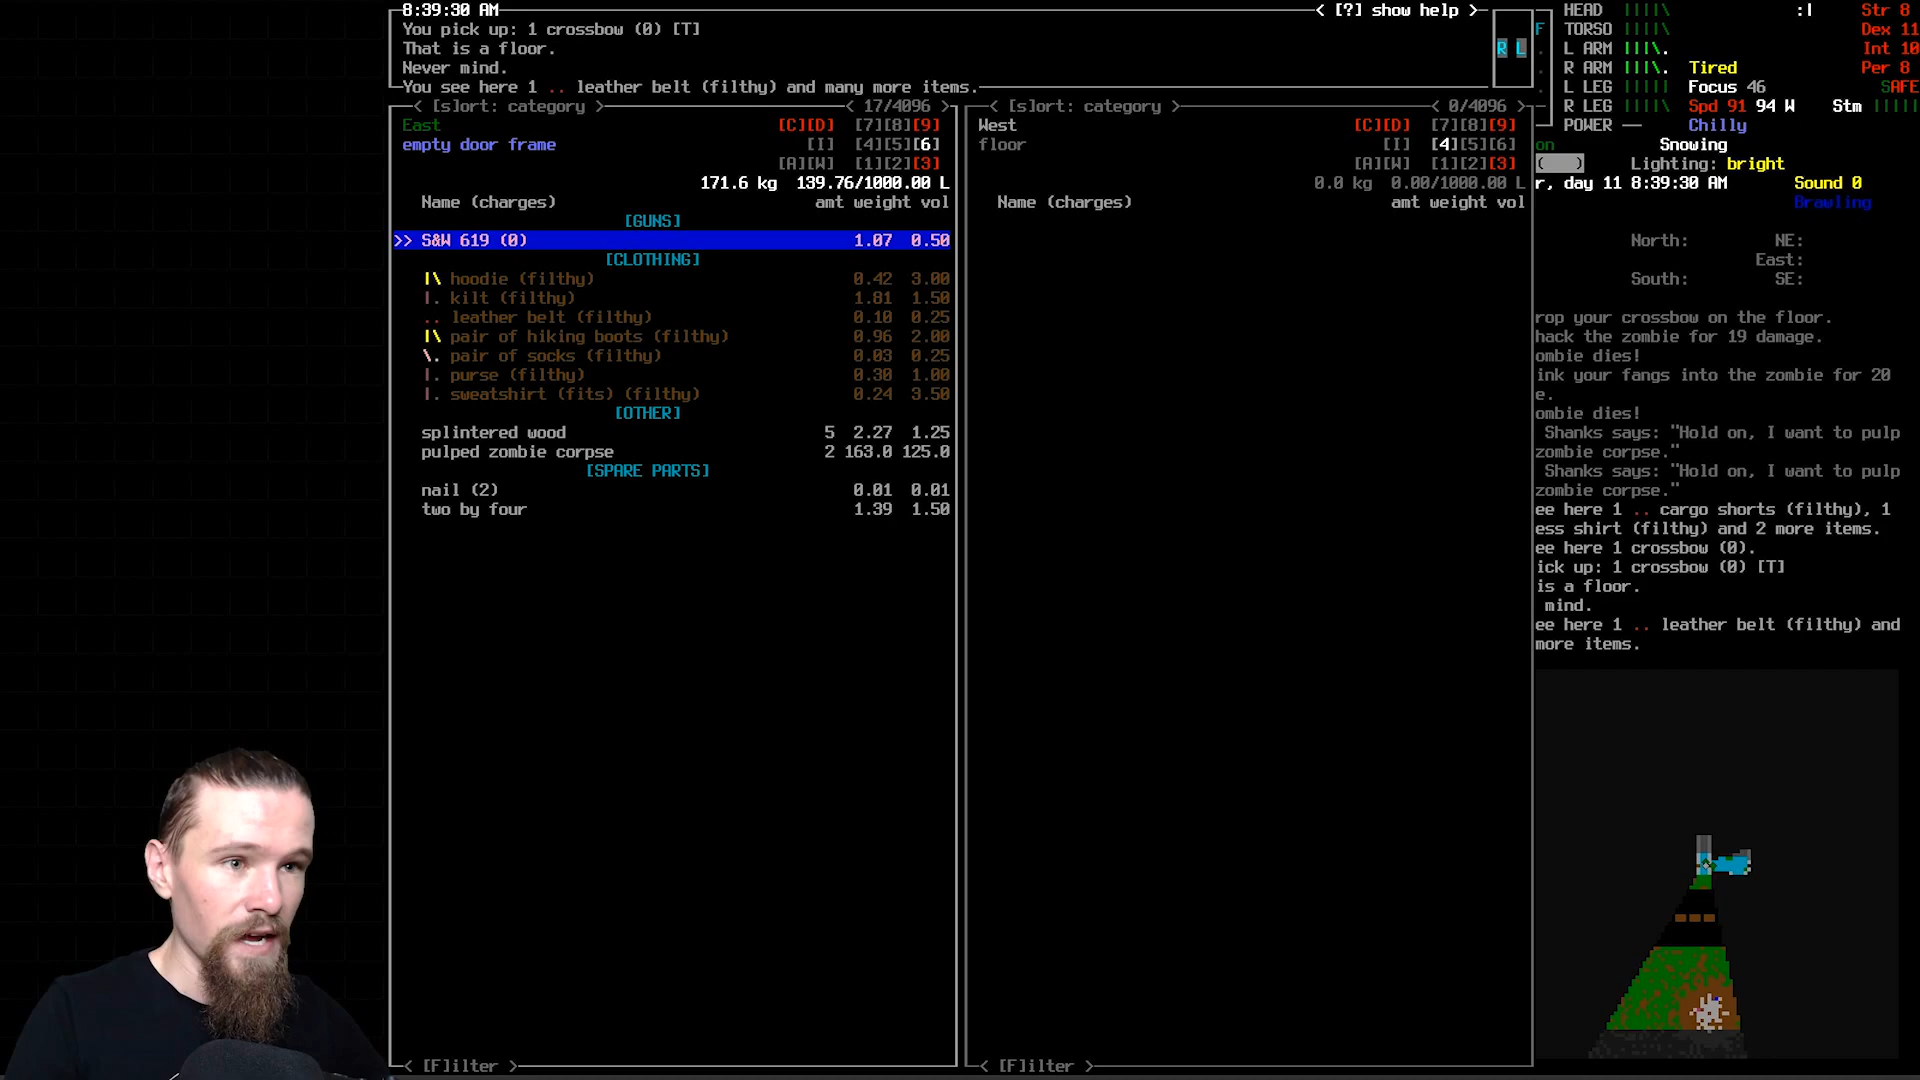 8:39:30 AM
< [?] show help >
You pick up: 1 crossbow (0) [T]
That is a floor.
Never mind.
You see here 1 .. leather belt (filthy) and many more items.
R L
< [s]ort: category >
< 17/4096 >
East
[C][D] [7][8][9]
empty door frame
[I] [4][5][6]
[A][W] [1][2][3]
171.6 kg 139.76/1000.00 L
Name (charges) amt weight vol
[GUNS]
>> S&W 619 (0) 1.07 0.50
[CLOTHING]
|\ hoodie (filthy) 0.42 3.00
|. kilt (filthy) 1.81 1.50
.. leather belt (filthy) 0.10 0.25
|\ pair of hiking boots (filthy) 0.96 2.00
\. pair of socks (filthy) 0.03 0.25
|. purse (filthy) 0.30 1.00
|. sweatshirt (fits) (filthy) 0.24 3.50
[OTHER]
splintered wood 5 2.27 1.25
pulped zombie corpse 2 163.0 125.0
[SPARE PARTS]
nail (2) 0.01 0.01
two by four 1.39 1.50
< [F]ilter >
< [s]ort: category >
< 0/4096 >
West
[C][D] [7][8][9]
floor
[I] [4][5][6]
[A][W] [1][2][3]
0.0 kg 0.00/1000.00 L
Name (charges) amt weight vol
< [F]ilter >
HEAD ||||\ :| Str 8
F TORSO ||||\ Dex 11
L ARM |||\. Int 10
R ARM |||\. Tired Per 8
L LEG ||||| Focus 46 SAFE
R LEG ||||\ Spd 91 94 W Stm |||||
POWER — Chilly
on Snowing
( ) Lighting: bright
r, day 11 8:39:30 AM Sound 0
Brawling
North: NE:
East:
South: SE:
rop your crossbow on the floor.
hack the zombie for 19 damage.
ombie dies!
ink your fangs into the zombie for 20
e.
ombie dies!
Shanks says: "Hold on, I want to pulp
zombie corpse."
Shanks says: "Hold on, I want to pulp
zombie corpse."
ee here 1 .. cargo shorts (filthy), 1
ess shirt (filthy) and 2 more items.
ee here 1 crossbow (0).
ick up: 1 crossbow (0) [T]
is a floor.
mind.
ee here 1 .. leather belt (filthy) and
more items.